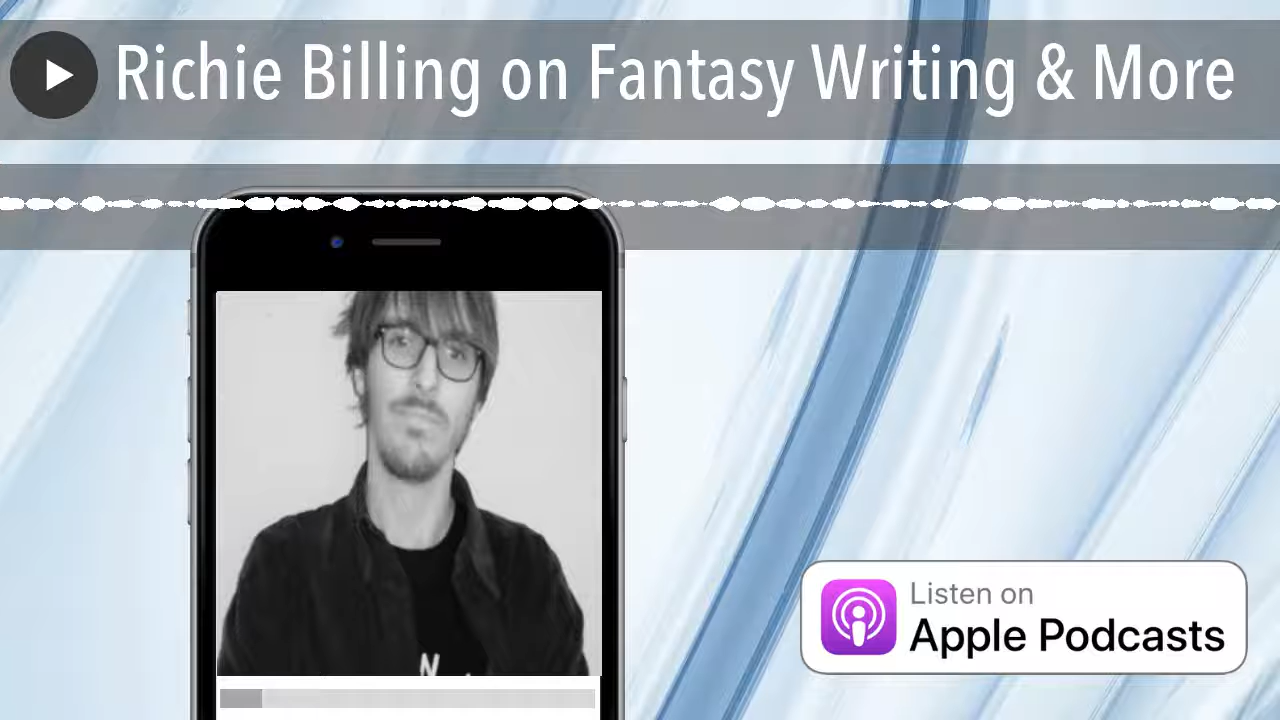 Richie Billing on Fantasy Writing & More
N
Listen on
Apple Podcasts